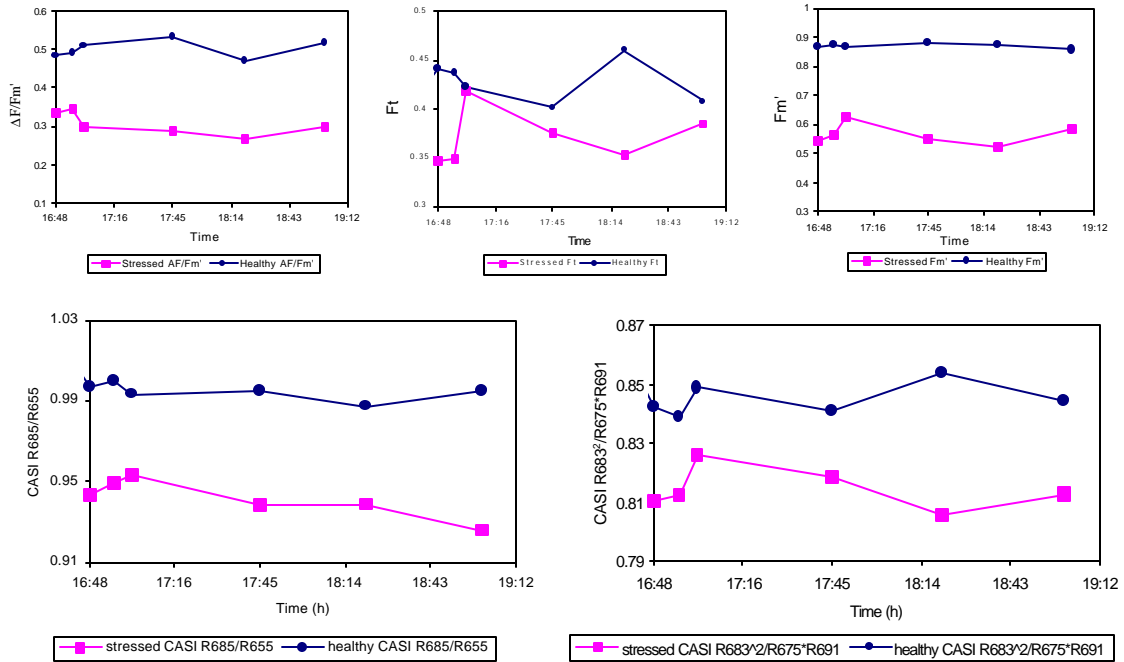 ΔF/Fm'
0.6
0.5
0.4
0.3
0.2
0.1
16:48 17:16 17:45 18:14 18:43 19:12
Time
Stressed AF/Fm' Healthy AF/Fm'
Ft
0.5
0.45
0.4
0.35
0.3
16:48 17:16 17:45 18:14 18:43 19:12
Time
Stressed Ft Healthy Ft
Fm'
1
0.9
0.8
0.7
0.6
0.5
0.4
0.3
16:48 17:16 17:45 18:14 18:43 19:12
Time
Stressed Fm' Healthy Fm'
CASI R685/R655
1.03
0.99
0.95
0.91
16:48 17:16 17:45 18:14 18:43 19:12
Time (h)
stressed CASI R685/R655 healthy CASI R685/R655
CASI R683²/R675*R691
0.87
0.85
0.83
0.81
0.79
16:48 17:16 17:45 18:14 18:43 19:12
Time (h)
stressed CASI R683^2/R675*R691 healthy CASI R683^2/R675*R691